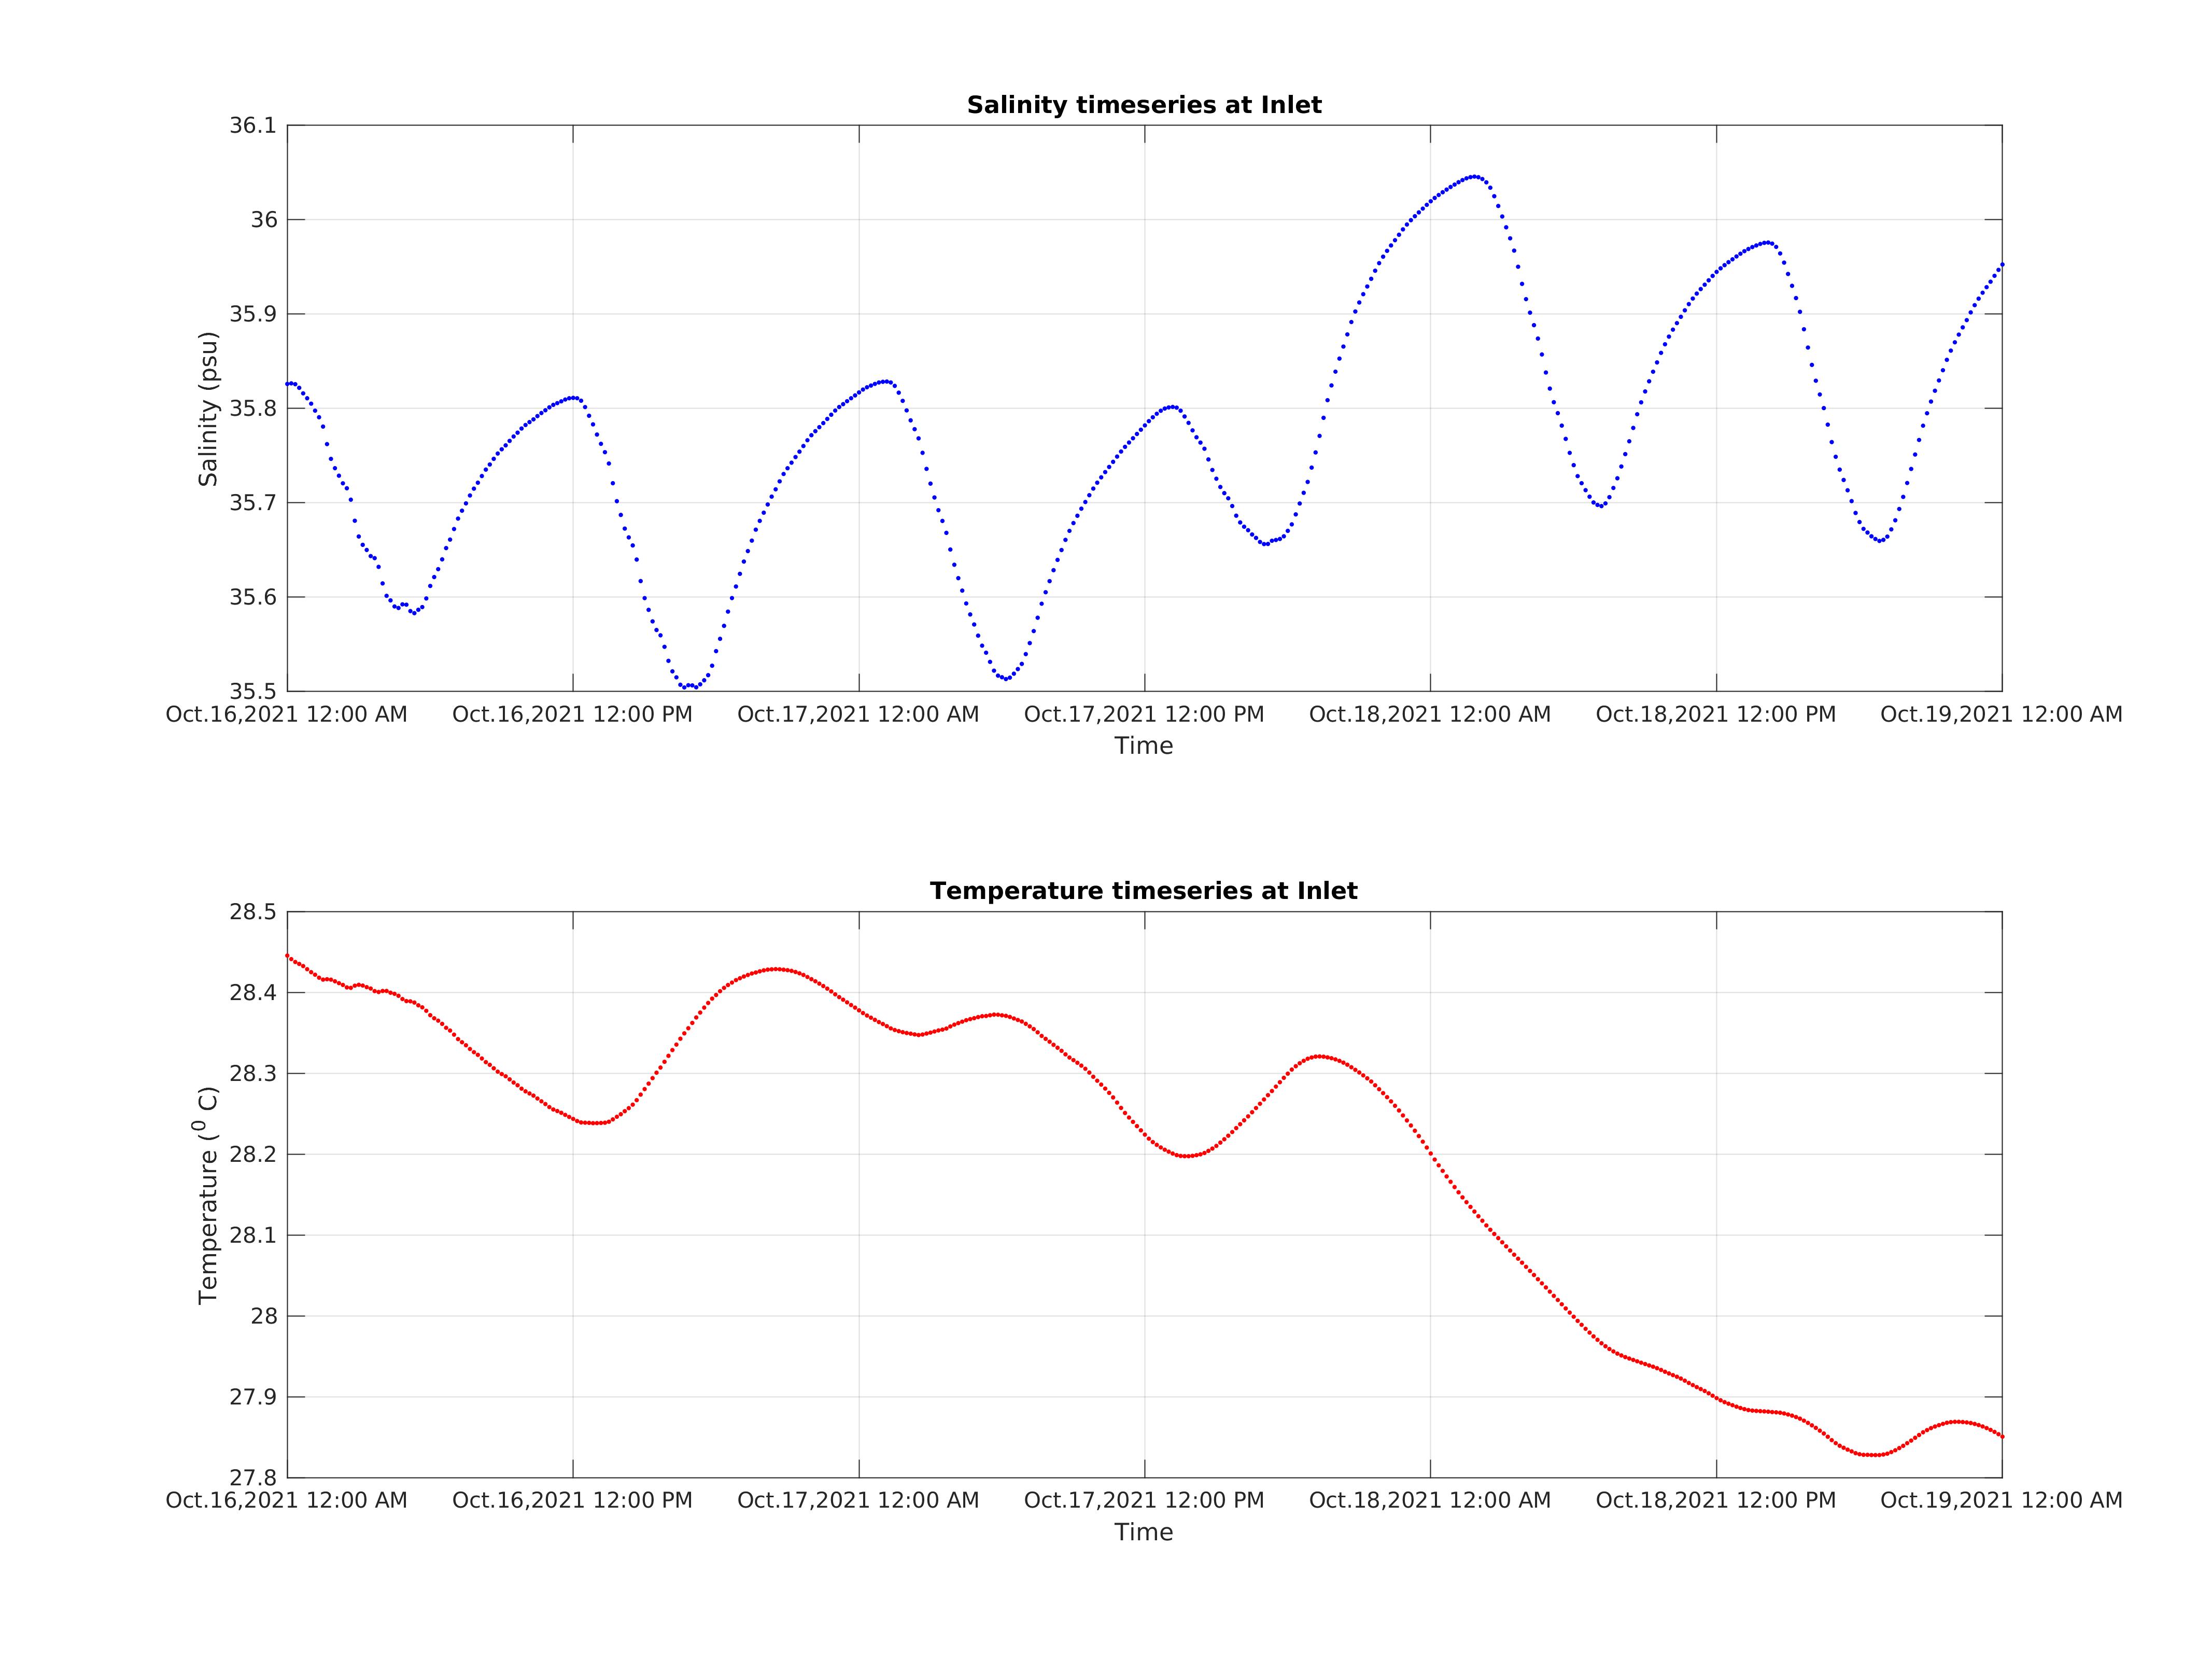 Salinity timeseries at Inlet
36.1
36
35.9
35.8
35.7
35.6
35.5
Salinity (psu)
Oct.16,2021 12:00 AM Oct.16,2021 12:00 PM Oct.17,2021 12:00 AM Oct.17,2021 12:00 PM Oct.18,2021 12:00 AM Oct.18,2021 12:00 PM Oct.19,2021 12:00 AM
Time
Temperature timeseries at Inlet
28.5
28.4
28.3
28.2
28.1
28
27.9
27.8
Temperature (⁰ C)
Oct.16,2021 12:00 AM Oct.16,2021 12:00 PM Oct.17,2021 12:00 AM Oct.17,2021 12:00 PM Oct.18,2021 12:00 AM Oct.18,2021 12:00 PM Oct.19,2021 12:00 AM
Time